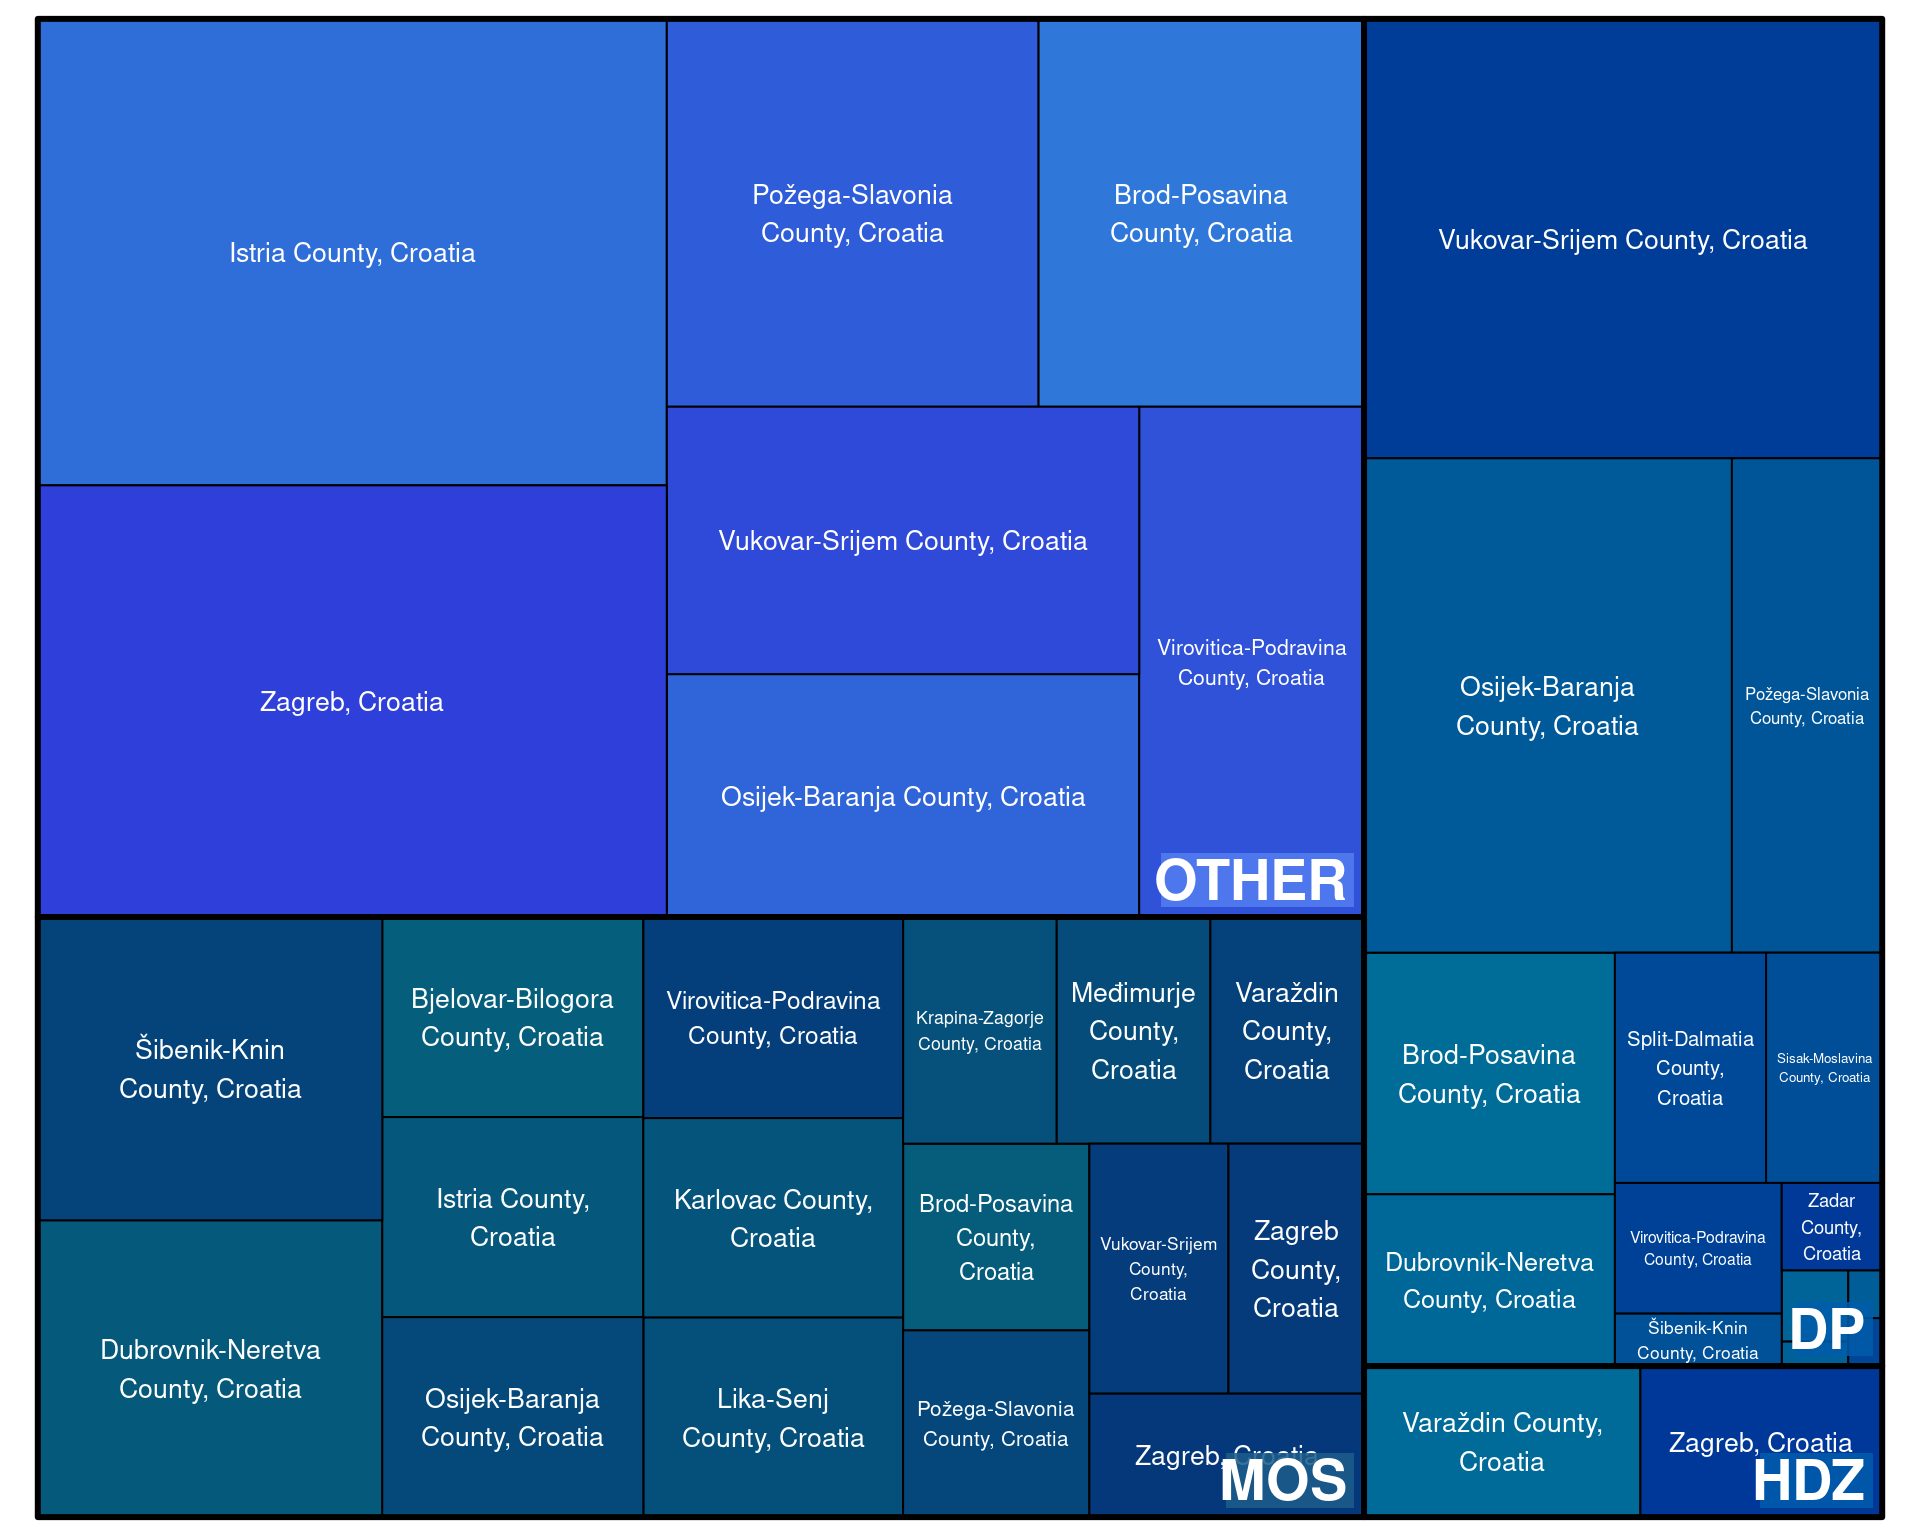 Istria County, Croatia
Zagreb, Croatia
Požega-Slavonia
County, Croatia
Brod-Posavina
County, Croatia
Vukovar-Srijem County, Croatia
Osijek-Baranja County, Croatia
Virovitica-Podravina
County, Croatia
OTHER
Šibenik-Knin
County, Croatia
Dubrovnik-Neretva
County, Croatia
Bjelovar-Bilogora
County, Croatia
Istria County,
Croatia
Osijek-Baranja
County, Croatia
Virovitica-Podravina
County, Croatia
Karlovac County,
Croatia
Lika-Senj
County, Croatia
Krapina-Zagorje
County, Croatia
Međimurje
County,
Croatia
Varaždin
County,
Croatia
Brod-Posavina
County,
Croatia
Požega-Slavonia
County, Croatia
Vukovar-Srijem
County,
Croatia
Zagreb
County,
Croatia
Zagreb, Croatia
MOS
Vukovar-Srijem County, Croatia
Osijek-Baranja
County, Croatia
Požega-Slavonia
County, Croatia
Brod-Posavina
County, Croatia
Dubrovnik-Neretva
County, Croatia
Split-Dalmatia
County,
Croatia
Sisak-Moslavina
County, Croatia
Virovitica-Podravina
County, Croatia
Šibenik-Knin
County, Croatia
Zadar
County,
Croatia
DP
Varaždin County,
Croatia
Zagreb, Croatia
HDZ